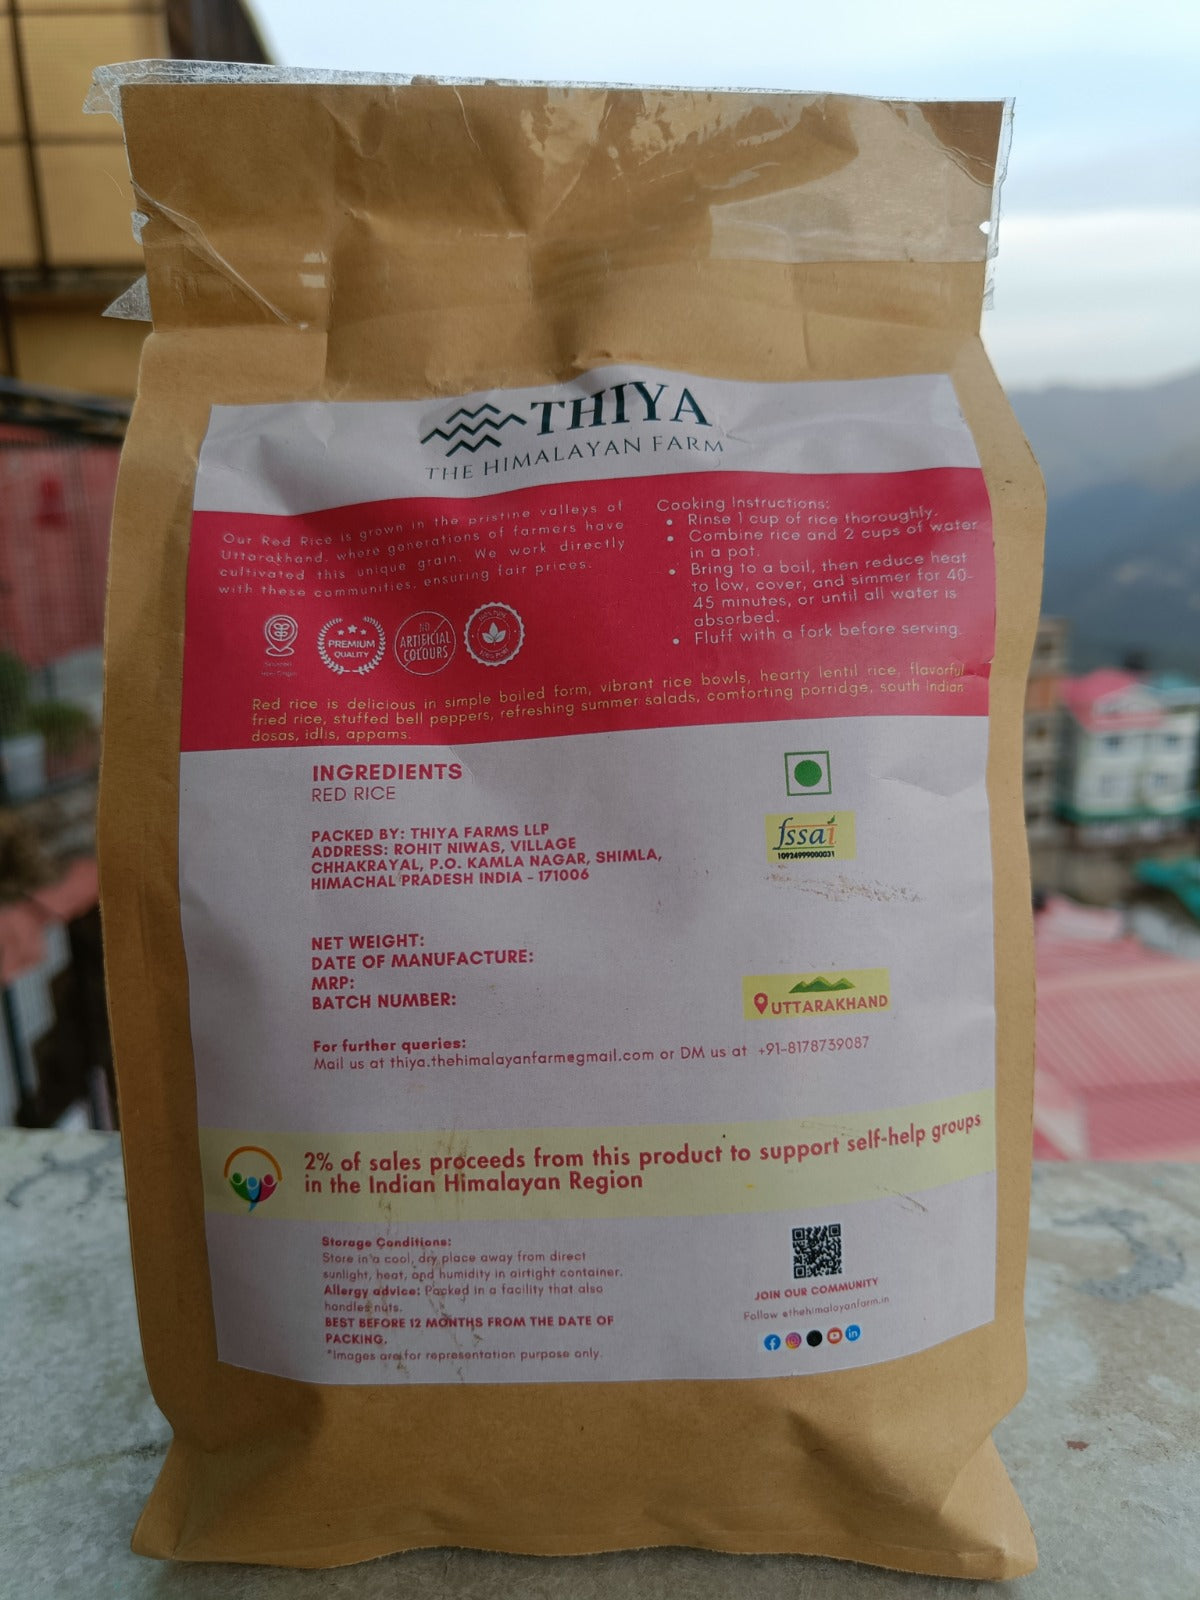 THIYA
THE HIMALAYAN FARM
Our Red Rice is grown in the pristine valleys of
Uttarakhand, where generations of farmers have
cultivated this unique grain. We work directly
with these communities, ensuring fair prices.
Cooking Instructions:
• Rinse 1 cup of rice thoroughly.
• Combine rice and 2 cups of water
in a pot.
• Bring to a boil, then reduce heat
to low, cover, and simmer for 40-
45 minutes, or until all water is
absorbed.
• Fluff with a fork before serving.
PREMIUM
QUALITY
NO
ARTIFICIAL
COLOURS
Red rice is delicious in simple boiled form, vibrant rice bowls, hearty lentil rice, flavorful
fried rice, stuffed bell peppers, refreshing summer salads, comforting porridge, south Indian
dosas, idlis, appams.
INGREDIENTS
RED RICE
PACKED BY: THIYA FARMS LLP
ADDRESS: ROHIT NIWAS, VILLAGE
CHHAKRAYAL, P.O. KAMLA NAGAR, SHIMLA,
HIMACHAL PRADESH INDIA - 171006
fssai
10924999000031
NET WEIGHT:
DATE OF MANUFACTURE:
MRP:
BATCH NUMBER:
UTTARAKHAND
For further queries:
Mail us at thiya.thehimalayanfarm@gmail.com or DM us at +91-8178739087
2% of sales proceeds from this product to support self-help groups
in the Indian Himalayan Region
Storage Conditions:
Store in a cool, dry place away from direct
sunlight, heat, and humidity in airtight container.
Allergy advice: Packed in a facility that also
handles nuts.
BEST BEFORE 12 MONTHS FROM THE DATE OF
PACKING.
*Images are for representation purpose only.
JOIN OUR COMMUNITY
Follow @thehimalayanfarm.in